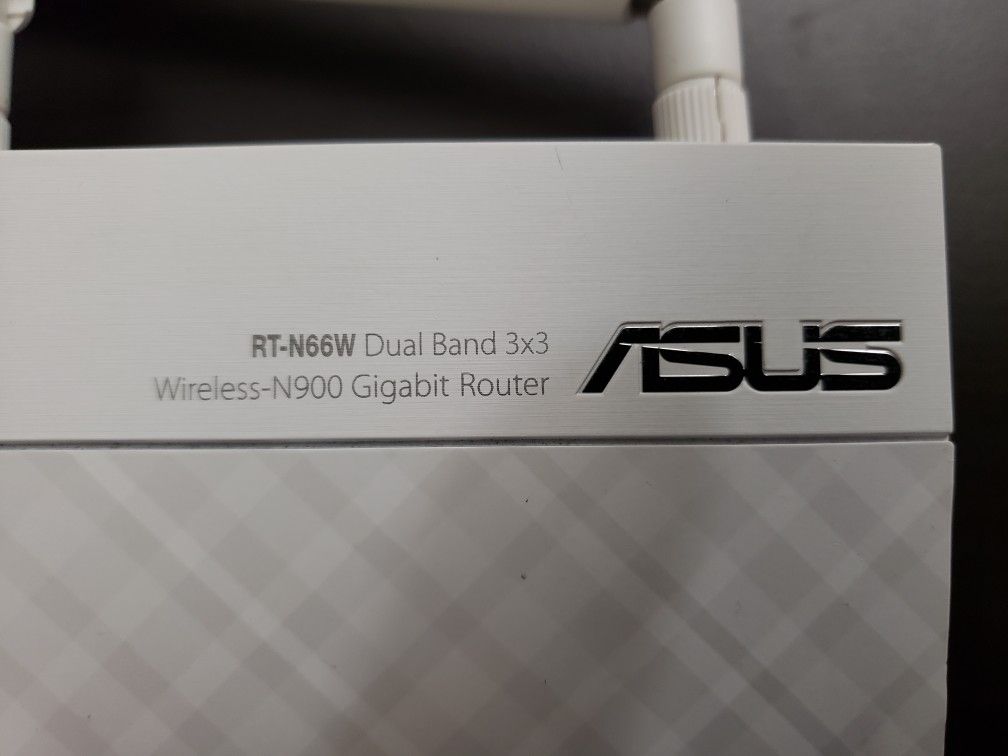 RT-N66W Dual Band 3x3
Wireless-N900 Gigabit Router
ASUS